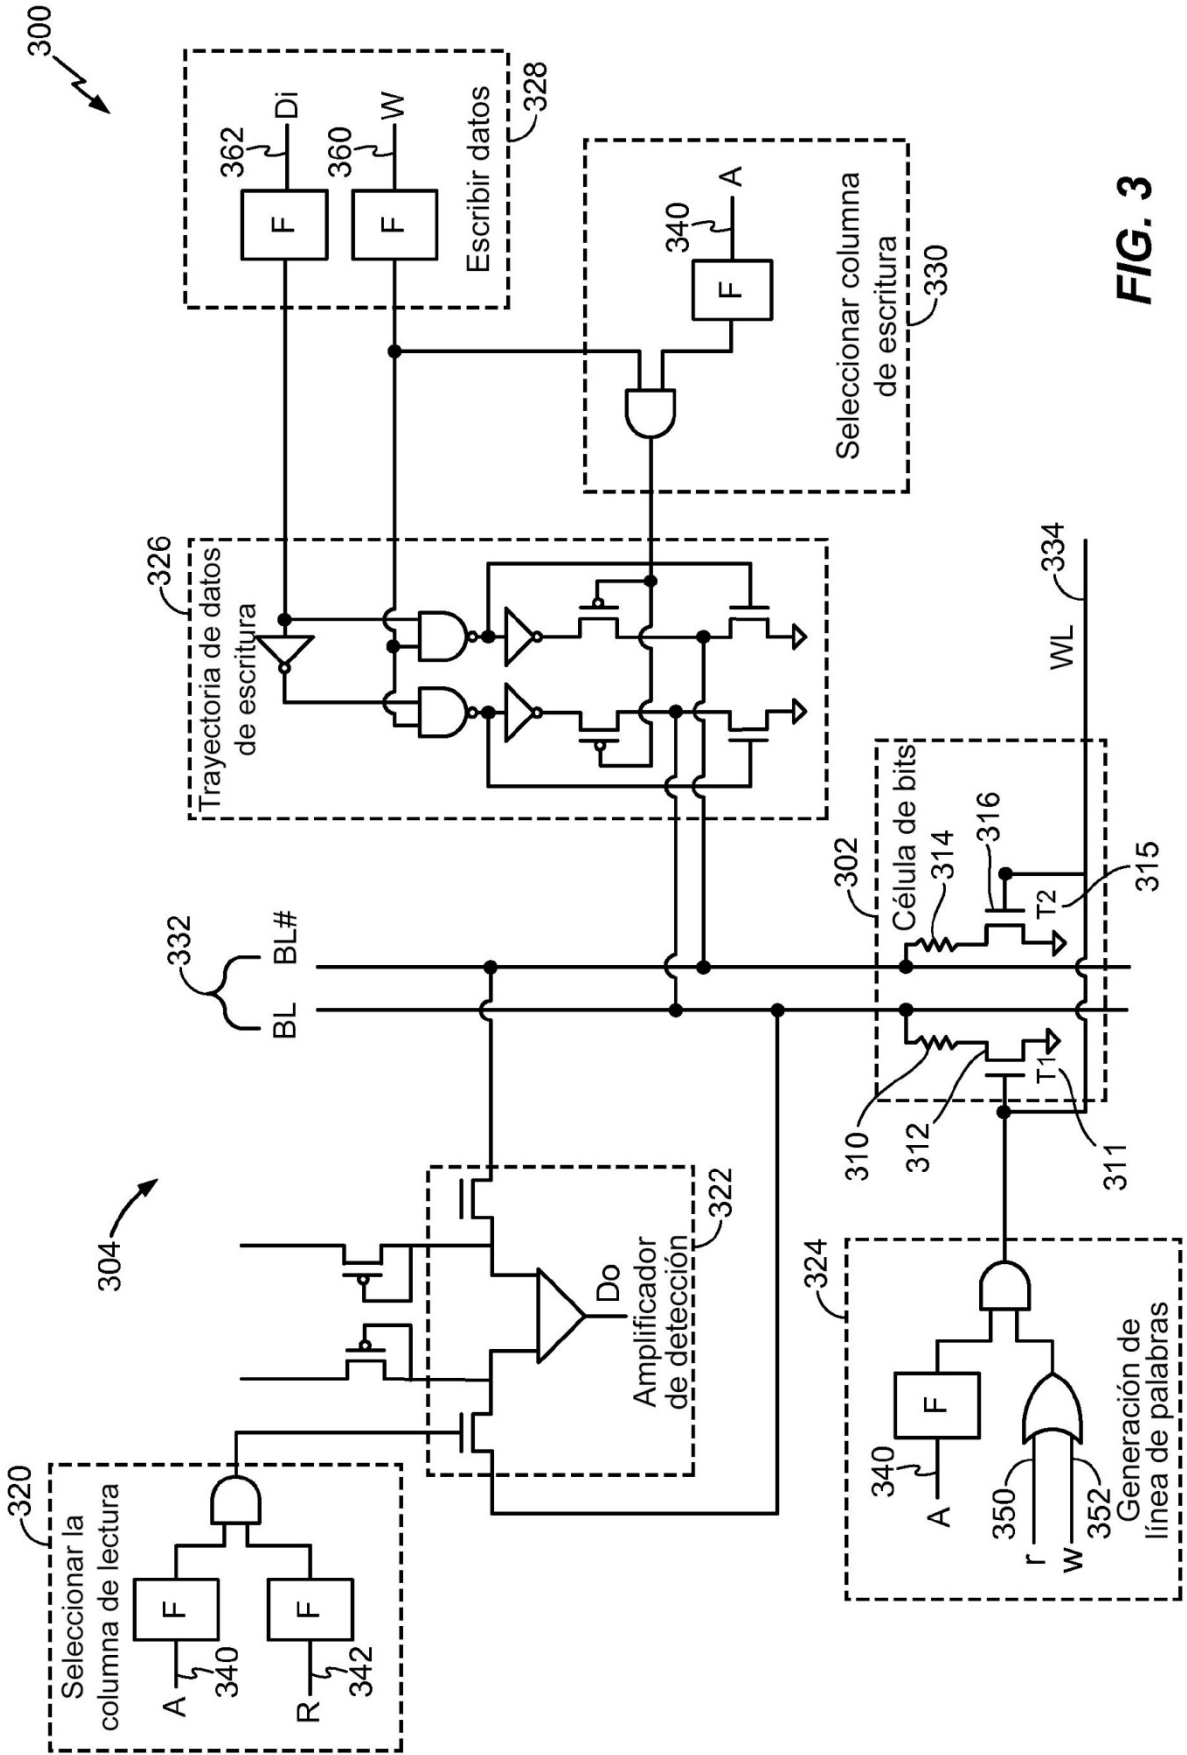 300
304
320
Seleccionar la
columna de lectura
A
340
F
R
342
F
322
Amplificador
de detección
Do
332
BL
BL#
326
Trayectoria de datos
de escritura
362
Di
F
360
W
F
Escribir datos
328
340
A
F
Seleccionar columna
de escritura
330
324
A
340
F
r
350
w
352
Generación de
línea de palabras
302
Célula de bits
310
312
T1
311
314
316
T2
315
WL
334
FIG. 3